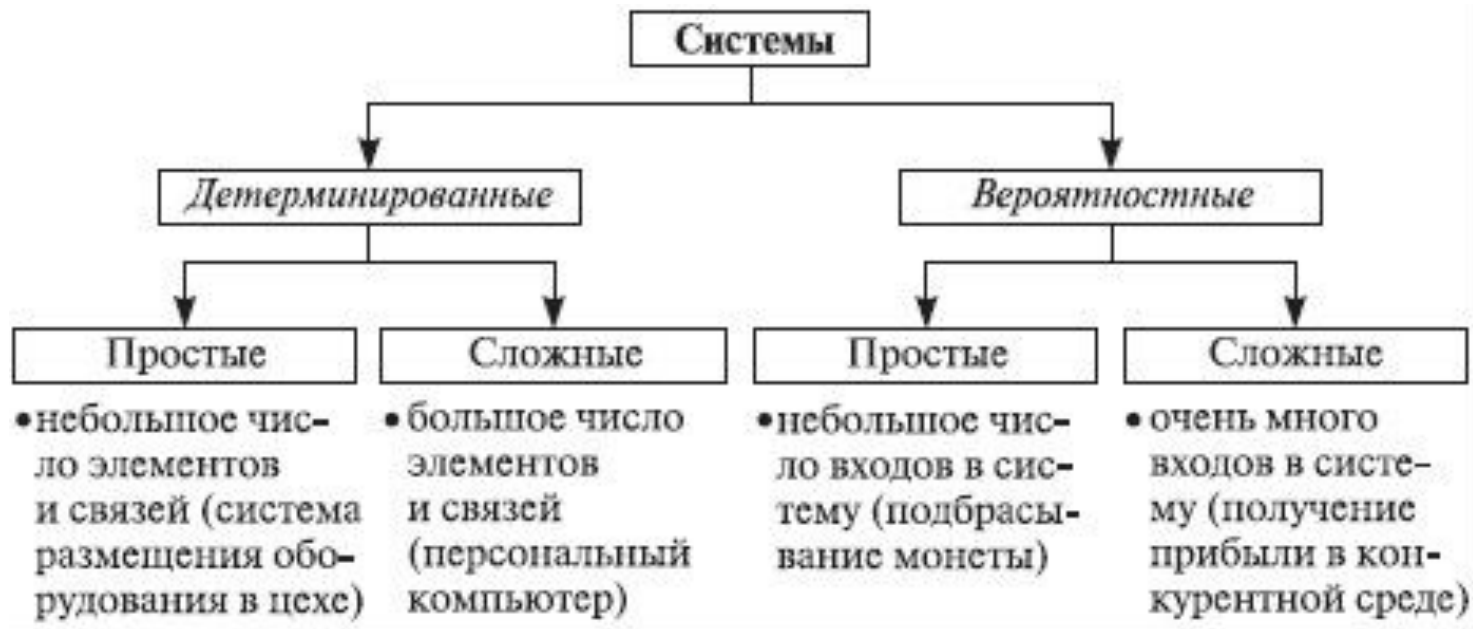 Системы
Детерминированные
Вероятностные
Простые
Сложные
Простые
Сложные
•небольшое чис-
ло элементов
и связей (система
размещения обо-
рудования в цехе)
• большое число
элементов
и связей
(персональный
компьютер)
•небольшое чис-
ло входов в сис-
тему (подбрасы-
вание монеты)
• очень много
входов в систе-
му (получение
прибыли в кон-
курентной среде)